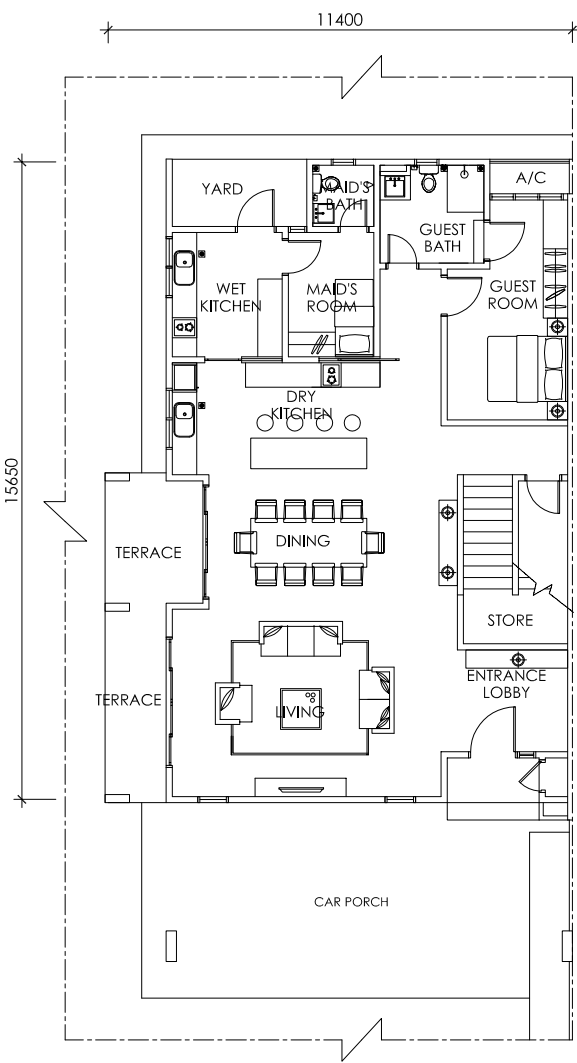 11400
15650
YARD
MAID'S
BATH
A/C
GUEST
BATH
WET
KITCHEN
MAID'S
ROOM
GUEST
ROOM
DRY
KITCHEN
TERRACE
DINING
STORE
ENTRANCE
LOBBY
TERRACE
LIVING
CAR PORCH